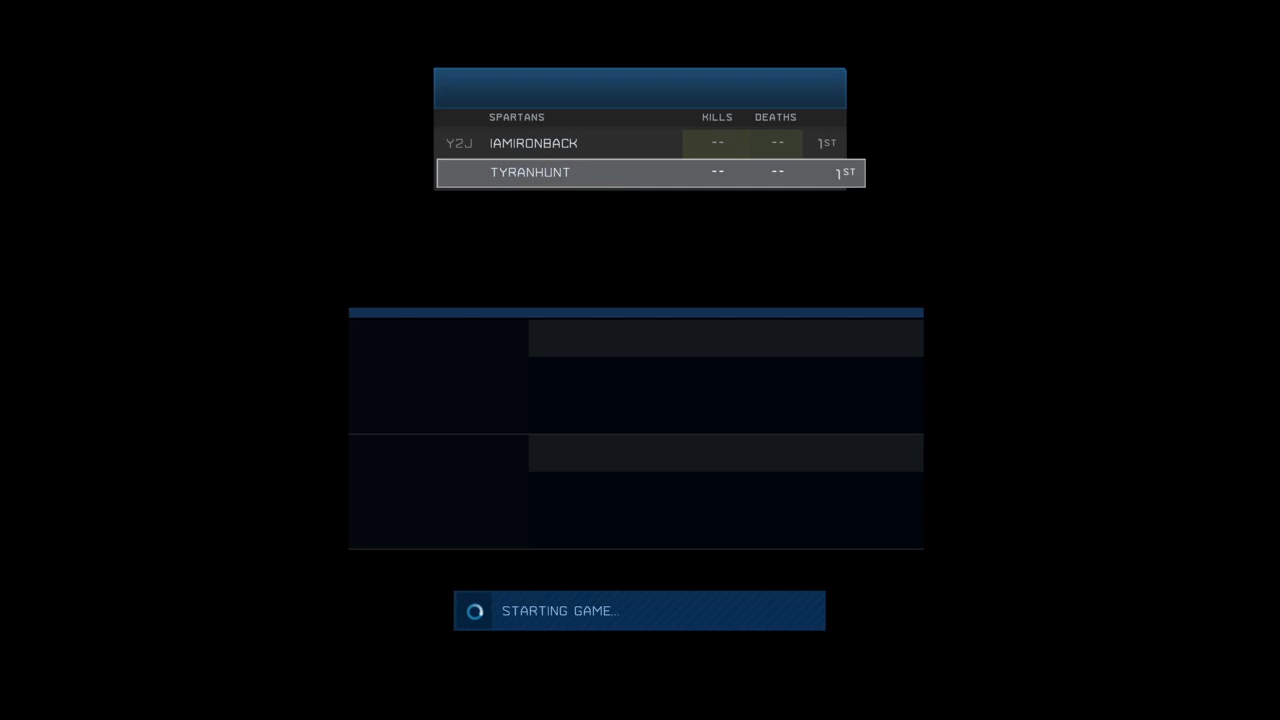 SPARTANS KILLS DEATHS
Y2J IAMIRONBACK -- -- 1ST
TYRANHUNT -- -- 1ST
STARTING GAME...